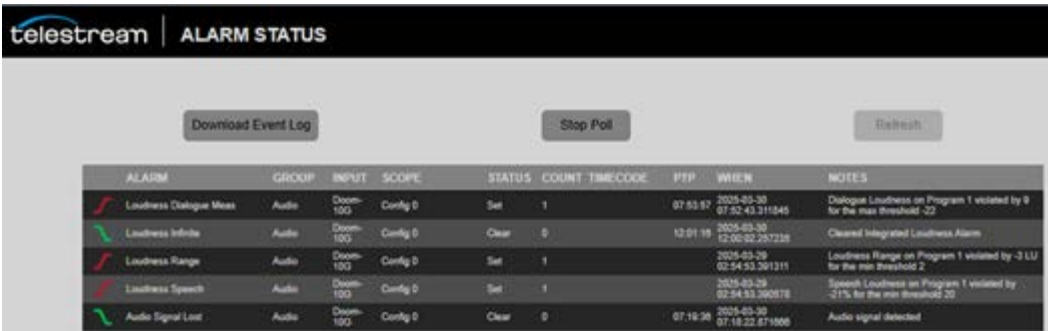 telestream | ALARM STATUS
Download Event Log Stop Poll Refresh
ALARM GROUP INPUT SCOPE STATUS COUNT TIMECODE PTP WHEN NOTES
Loudness Dialogue Meas Audio Doom-10G Config 0 Set 1 07:53:57 2025-03-30 07:52:43.311845 Dialogue Loudness on Program 1 violated by 9 for the max threshold -22
Loudness Infinite Audio Doom-10G Config 0 Clear 0 12:01:16 2025-03-30 12:00:02.257235 Cleared Integrated Loudness Alarm
Loudness Range Audio Doom-10G Config 0 Set 1 2025-03-29 02:54:53.391311 Loudness Range on Program 1 violated by -3 LU for the min threshold 2
Loudness Speech Audio Doom-10G Config 0 Set 1 2025-03-29 02:54:53.390578 Speech Loudness on Program 1 violated by -21% for the min threshold 20
Audio Signal Lost Audio Doom-10G Config 0 Clear 0 07:19:36 2025-03-30 07:18:22.871666 Audio signal detected